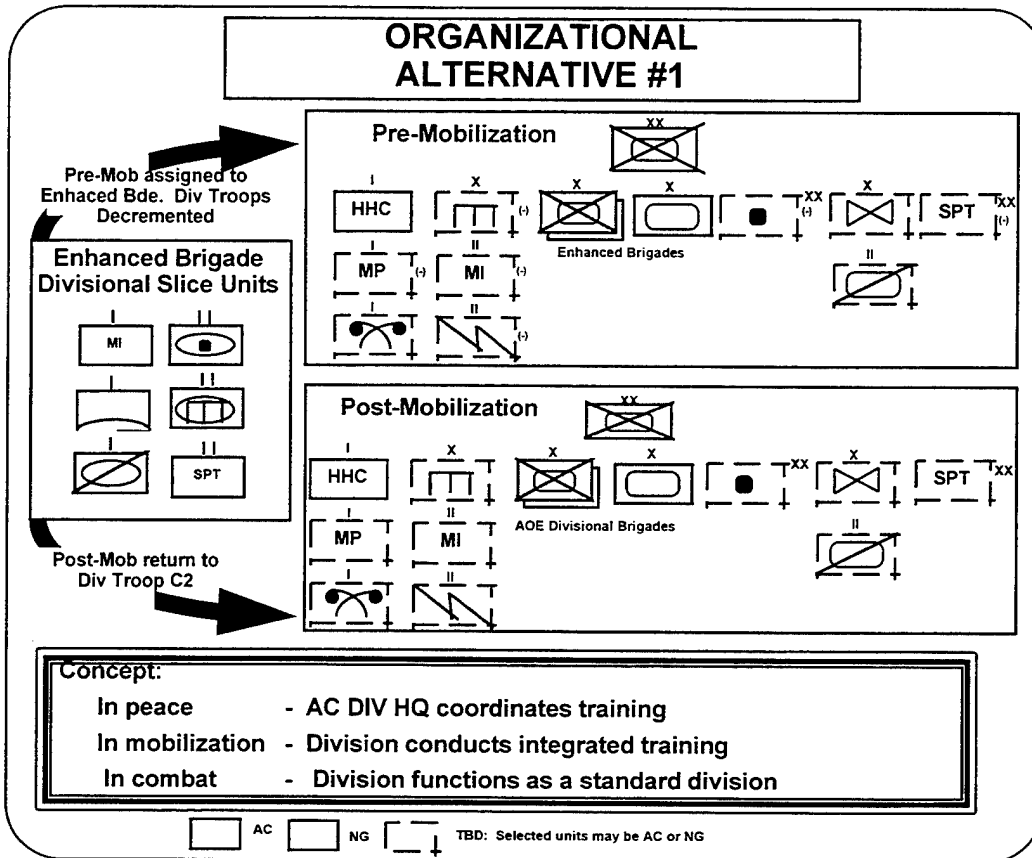 ORGANIZATIONAL
ALTERNATIVE #1
Pre-Mob assigned to
Enhaced Bde. Div Troops
Decremented
Enhanced Brigade
Divisional Slice Units
I
MI
II
I
II
I
II
SPT
Post-Mob return to
Div Troop C2
Pre-Mobilization
XX
I
HHC
X
(-)
X
X
Enhanced Brigades
XX
(-)
X
SPT
XX
(-)
I
MP
(-)
II
MI
(-)
II
I
II
(-)
Post-Mobilization
XX
I
HHC
X
X
X
AOE Divisional Brigades
XX
X
SPT
XX
I
MP
II
MI
II
I
II
Concept:
In peace - AC DIV HQ coordinates training
In mobilization - Division conducts integrated training
In combat - Division functions as a standard division
AC NG TBD: Selected units may be AC or NG